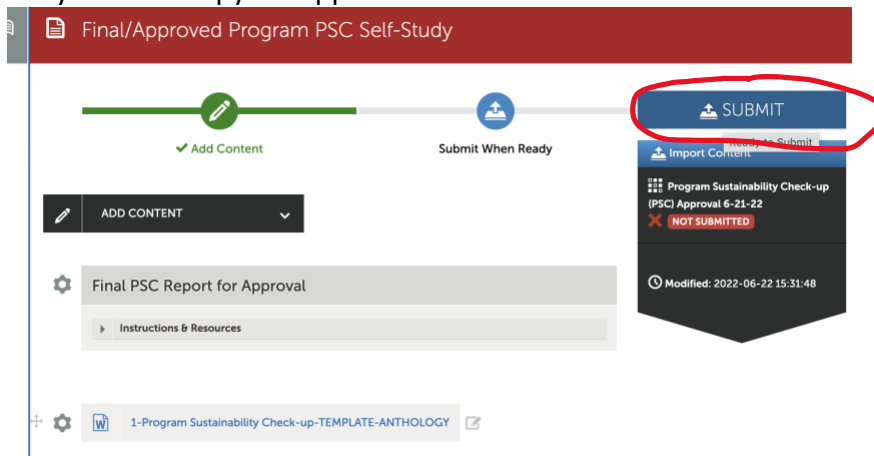 Final/Approved Program PSC Self-Study
SUBMIT
Add Content
Submit When Ready
Ready to Submit
Import Content
Program Sustainability Check-up
(PSC) Approval 6-21-22
NOT SUBMITTED
ADD CONTENT
Final PSC Report for Approval
Modified: 2022-06-22 15:31:48
Instructions & Resources
1-Program Sustainability Check-up-TEMPLATE-ANTHOLOGY